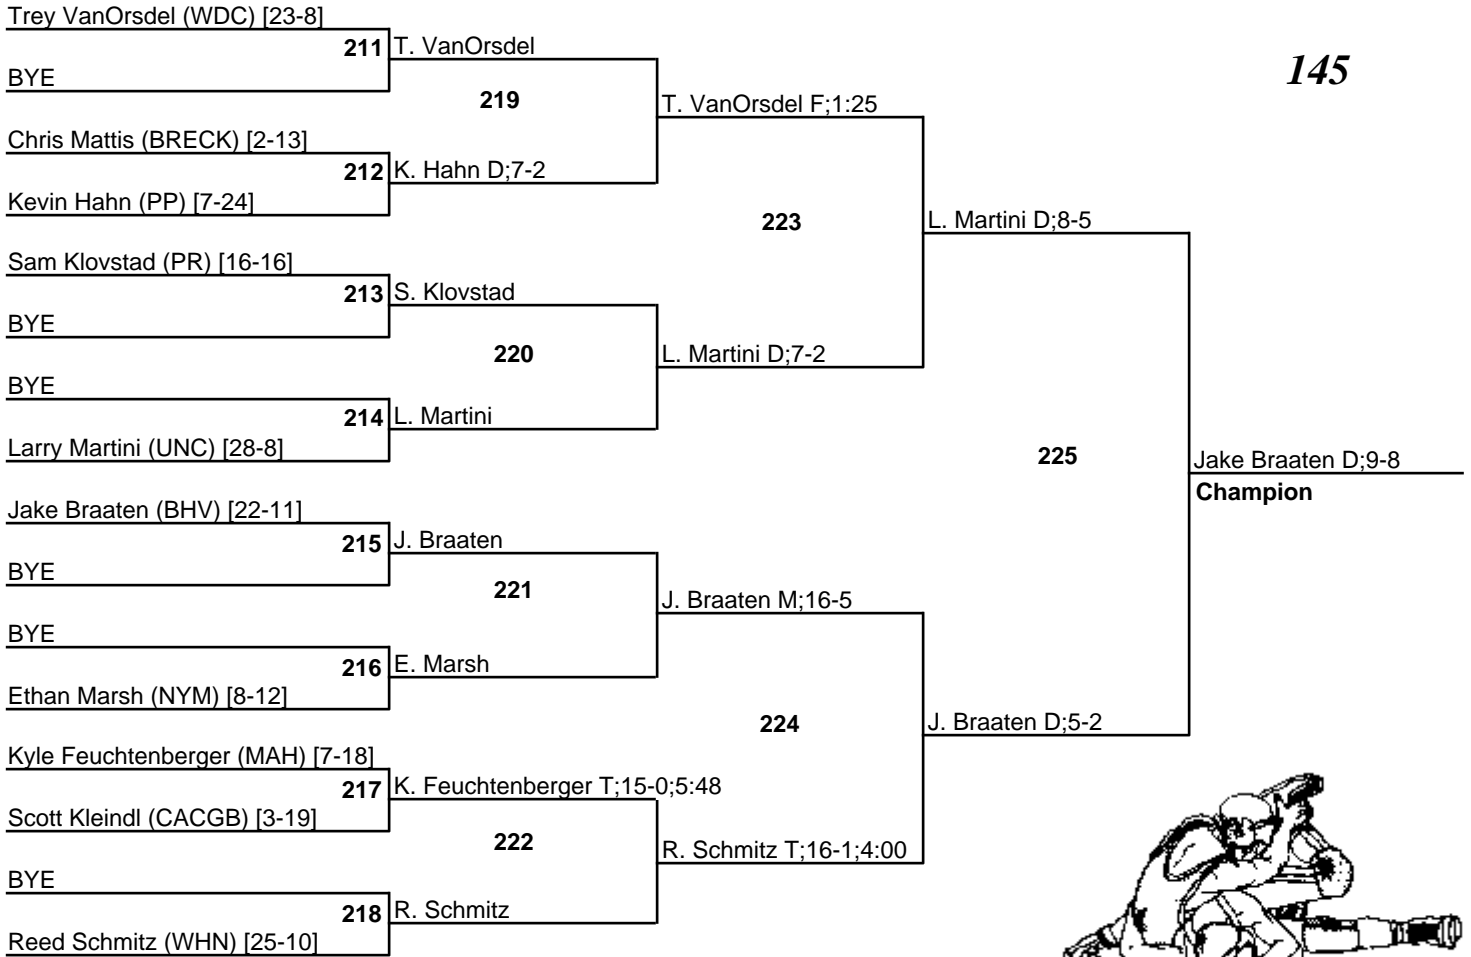 Trey VanOrsdel (WDC) [23-8]
211 T. VanOrsdel
145
BYE
219
T. VanOrsdel F;1:25
Chris Mattis (BRECK) [2-13]
212 K. Hahn D;7-2
Kevin Hahn (PP) [7-24]
223
L. Martini D;8-5
Sam Klovstad (PR) [16-16]
213 S. Klovstad
BYE
220
L. Martini D;7-2
BYE
214 L. Martini
Larry Martini (UNC) [28-8]
225
Jake Braaten D;9-8
Champion
Jake Braaten (BHV) [22-11]
215 J. Braaten
BYE
221
J. Braaten M;16-5
BYE
216 E. Marsh
Ethan Marsh (NYM) [8-12]
224
J. Braaten D;5-2
Kyle Feuchtenberger (MAH) [7-18]
217 K. Feuchtenberger T;15-0;5:48
Scott Kleindl (CACGB) [3-19]
222
R. Schmitz T;16-1;4:00
BYE
218 R. Schmitz
Reed Schmitz (WHN) [25-10]